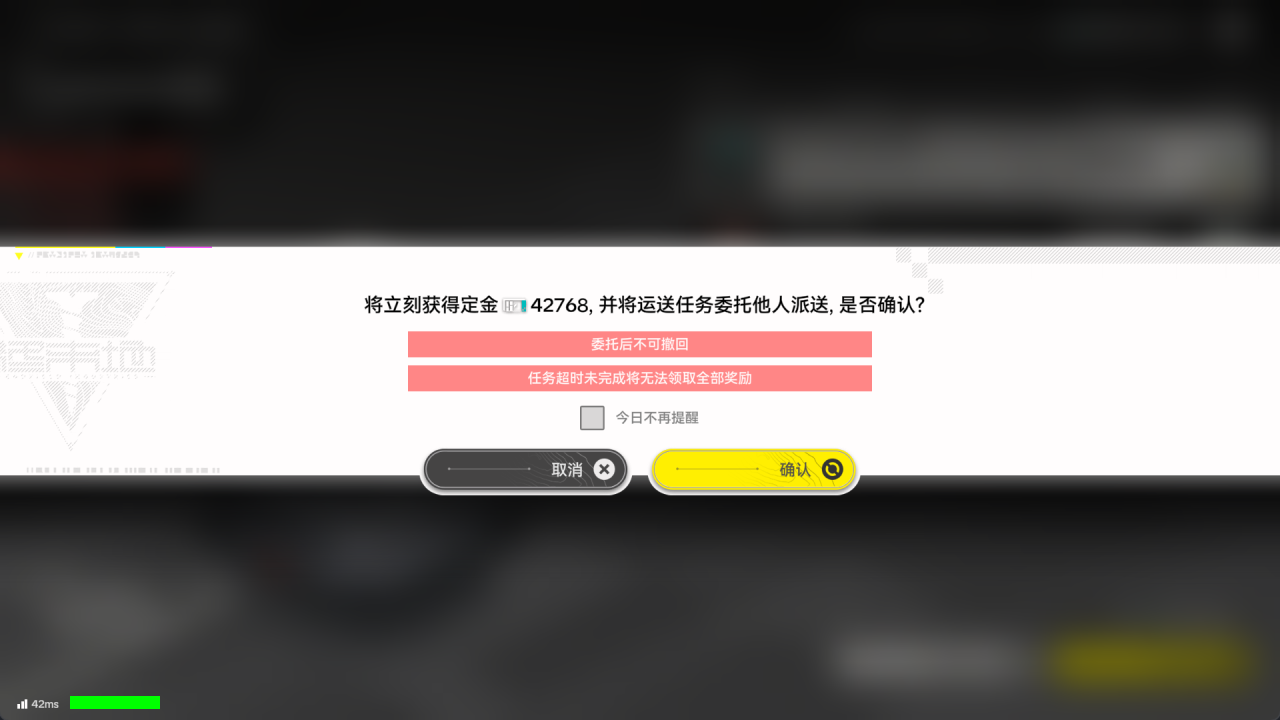 将立刻获得定金 42768, 并将运送任务委托他人派送, 是否确认?
委托后不可撤回
任务超时未完成将无法领取全部奖励
今日不再提醒
取消
确认
42ms